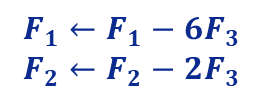 F₁ ← F₁ − 6F₃
F₂ ← F₂ − 2F₃